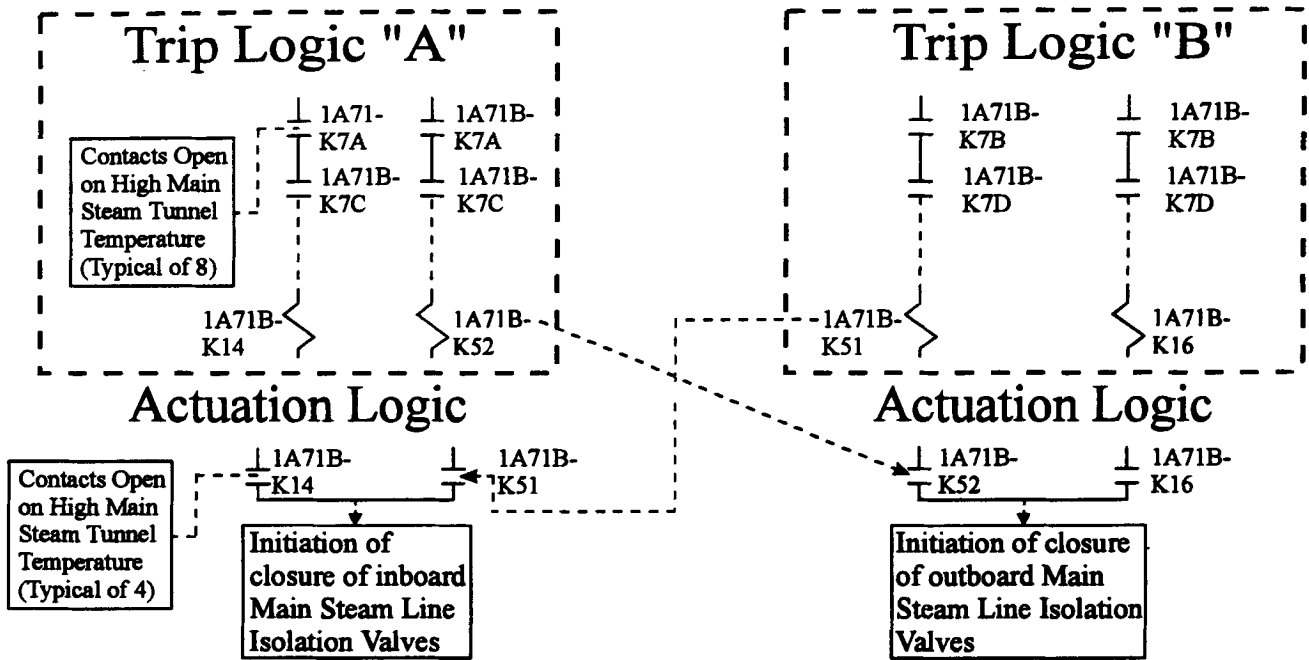 Trip Logic "A"
1A71-
K7A
1A71B-
K7A
Contacts Open
on High Main
Steam Tunnel
Temperature
(Typical of 8)
1A71B-
K7C
1A71B-
K7C
1A71B-
K14
1A71B-
K52
Trip Logic "B"
1A71B-
K7B
1A71B-
K7B
1A71B-
K7D
1A71B-
K7D
1A71B-
K51
1A71B-
K16
Actuation Logic
Contacts Open
on High Main
Steam Tunnel
Temperature
(Typical of 4)
1A71B-
K14
1A71B-
K51
Initiation of
closure of inboard
Main Steam Line
Isolation Valves
Actuation Logic
1A71B-
K52
1A71B-
K16
Initiation of closure
of outboard Main
Steam Line Isolation
Valves